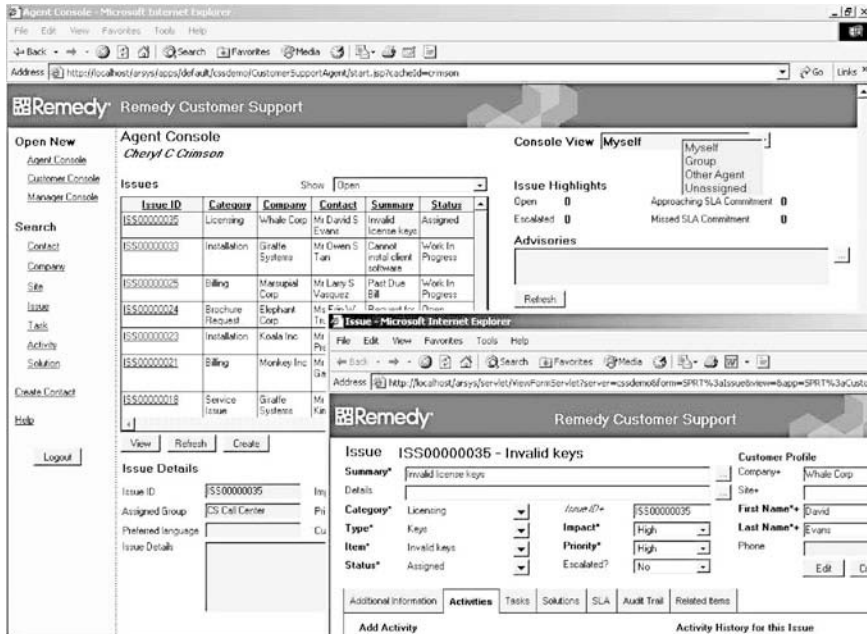 Agent Console - Microsoft Internet Explorer
File Edit View Favorites Tools Help
Back Search Favorites Media
Address http://localhost/arsys/apps/default/cssdemo/CustomerSupportAgent/start.jsp?cacheId=crimson Go Links
Remedy Remedy Customer Support
Open New
Agent Console
Customer Console
Manager Console
Search
Contact
Company
Site
Issue
Task
Activity
Solution
Create Contact
Help
Logout
Agent Console
Cheryl C Crimson
Issues Show Open
Issue ID Category Company Contact Summary Status
ISS00000035 Licensing Whale Corp Mr David S Evans Invalid license keys Assigned
ISS00000033 Installation Giraffe Systems Mr Owen S Tan Cannot instal client software Work In Progress
ISS00000025 Billing Marsupial Corp Mr Larry S Vasquez Past Due Bill Work In Progress
ISS00000024 Brochure Request Elephant Corp Ms Erin W Request for Open
ISS00000023 Installation Koala Inc
ISS00000021 Billing Monkey Inc
ISS00000018 Service Issue Giraffe Systems
View Refresh Create
Issue Details
Issue ID ISS00000035
Assigned Group CS Call Center
Preferred language
Issue Details
Console View Myself
Myself
Group
Other Agent
Unassigned
Issue Highlights
Open 0 Approaching SLA Commitment 0
Escalated 0 Missed SLA Commitment 0
Advisories
...
Refresh
Issue - Microsoft Internet Explorer
File Edit View Favorites Tools Help
Back Search Favorites Media
Address http://localhost/arsys/servlet/ViewFormServlet?server=cssdemo&form=SPRT%3aIssue&view=&app=SPRT%3aCusto
Remedy Remedy Customer Support
Issue ISS00000035 - Invalid keys
Summary* Invalid license keys ...
Details ...
Category* Licensing Issue ID+ ISS00000035
Type* Keys Impact* High
Item* Invalid keys Priority* High
Status* Assigned Escalated? No
Customer Profile
Company+ Whale Corp
Site+
First Name*+ David
Last Name*+ Evans
Phone
Edit
Additional Information Activities Tasks Solutions SLA Audit Trail Related Items
Add Activity Activity History for this Issue